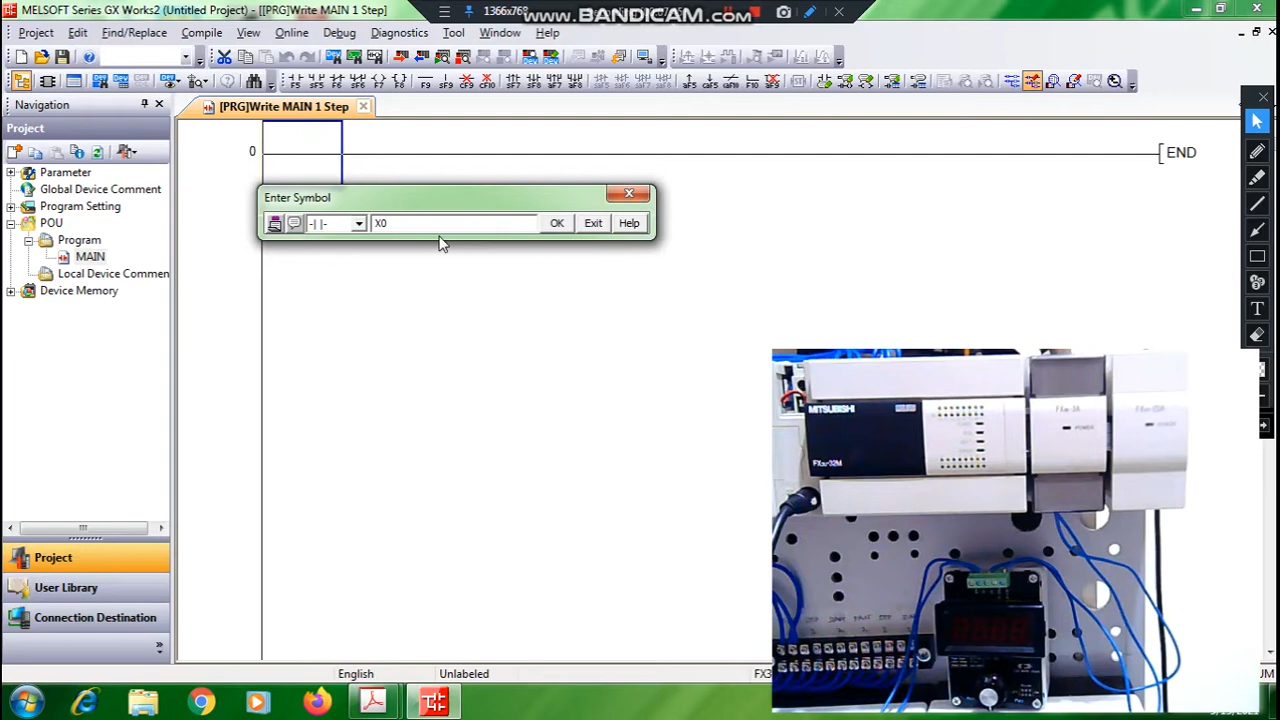 MELSOFT Series GX Works2 (Untitled Project) - [[PRG]Write MAIN 1 Step]
1366x768
www.BANDICAM.com
Project Edit Find/Replace Compile View Online Debug Diagnostics Tool Window Help
Navigation
[PRG]Write MAIN 1 Step
Project
Parameter
Global Device Comment
Program Setting
POU
Program
MAIN
Local Device Commen
Device Memory
0
END
Enter Symbol
X0
OK
Exit
Help
MITSUBISHI
Project
User Library
Connection Destination
English
Unlabeled
FX3